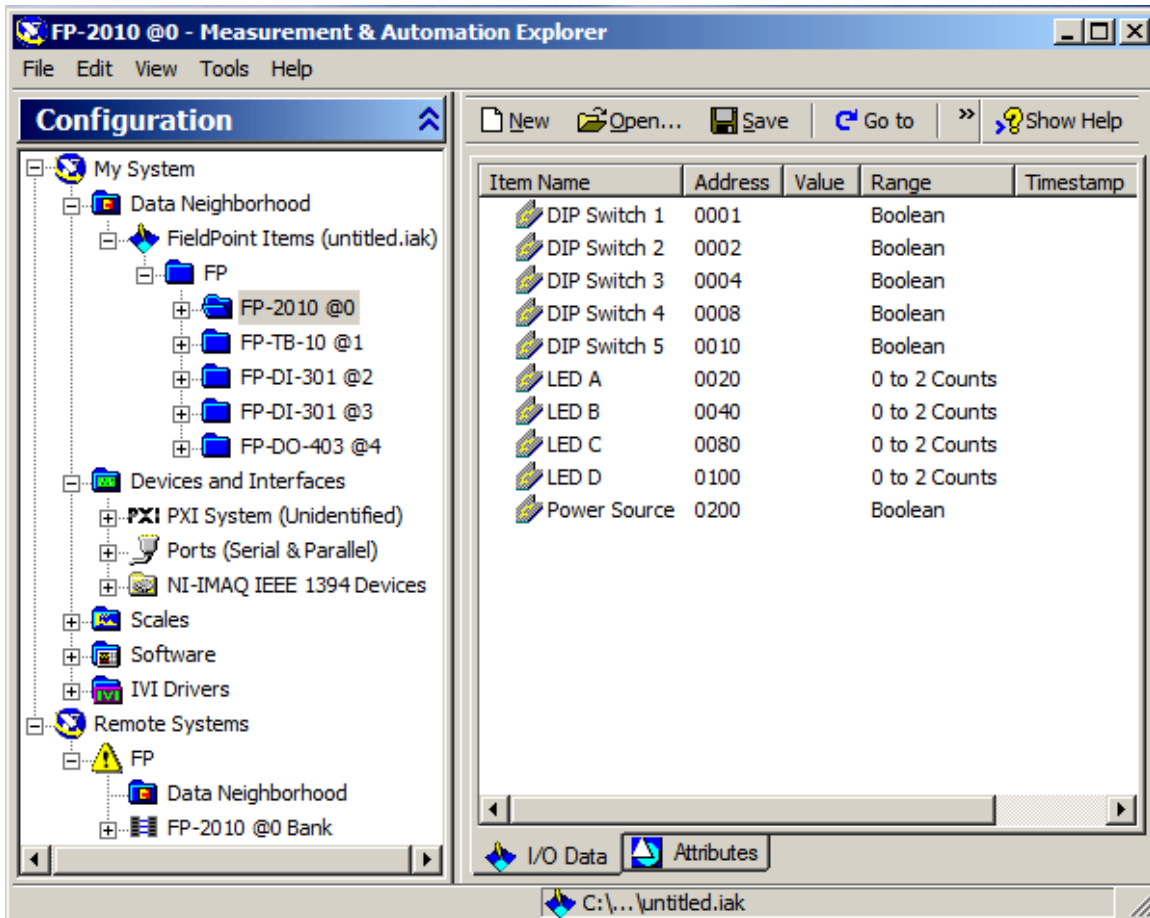 FP-2010 @0 - Measurement & Automation Explorer
File Edit View Tools Help
Configuration
My System
Data Neighborhood
FieldPoint Items (untitled.iak)
FP
FP-2010 @0
FP-TB-10 @1
FP-DI-301 @2
FP-DI-301 @3
FP-DO-403 @4
Devices and Interfaces
PXI PXI System (Unidentified)
Ports (Serial & Parallel)
NI-IMAQ IEEE 1394 Devices
Scales
Software
IVI IVI Drivers
Remote Systems
FP
Data Neighborhood
FP-2010 @0 Bank
New Open... Save Go to » Show Help
Item Name Address Value Range Timestamp
DIP Switch 1 0001 Boolean
DIP Switch 2 0002 Boolean
DIP Switch 3 0004 Boolean
DIP Switch 4 0008 Boolean
DIP Switch 5 0010 Boolean
LED A 0020 0 to 2 Counts
LED B 0040 0 to 2 Counts
LED C 0080 0 to 2 Counts
LED D 0100 0 to 2 Counts
Power Source 0200 Boolean
I/O Data Attributes
C:\...\untitled.iak